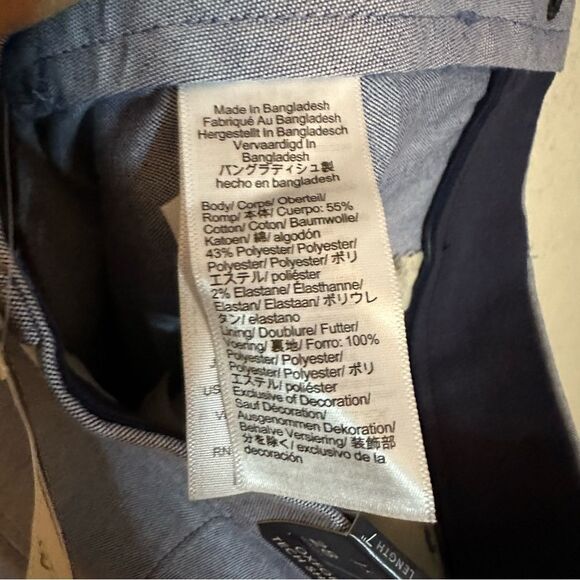 Made in Bangladesh
Fabriqué Au Bangladesh
Hergestellt In Bangladesch
Vervaardigd In
Bangladesh
バングラディシュ製
hecho en bangladesh
Body/ Corps/ Oberteil/
Romp/ 本体/ Cuerpo: 55%
Cotton/ Coton/ Baumwolle/
Katoen/ 綿/ algodón
43% Polyester/ Polyester/
Polyester/ Polyester/ ポリ
エステル/ poliéster
2% Elastane/ Élasthanne/
Elastan/ Elastaan/ ポリウレ
タン/ elastano
Lining/ Doublure/ Futter/
Voering/ 裏地/ Forro: 100%
Polyester/ Polyester/
Polyester/ Polyester/ ポリ
エステル/ poliéster
Exclusive of Decoration/
Sauf Décoration/
Ausgenommen Dekoration/
Behalve Versiering/ 装飾部
分を除く/ exclusivo de la
decoración
US
RN
LENGTH 7"